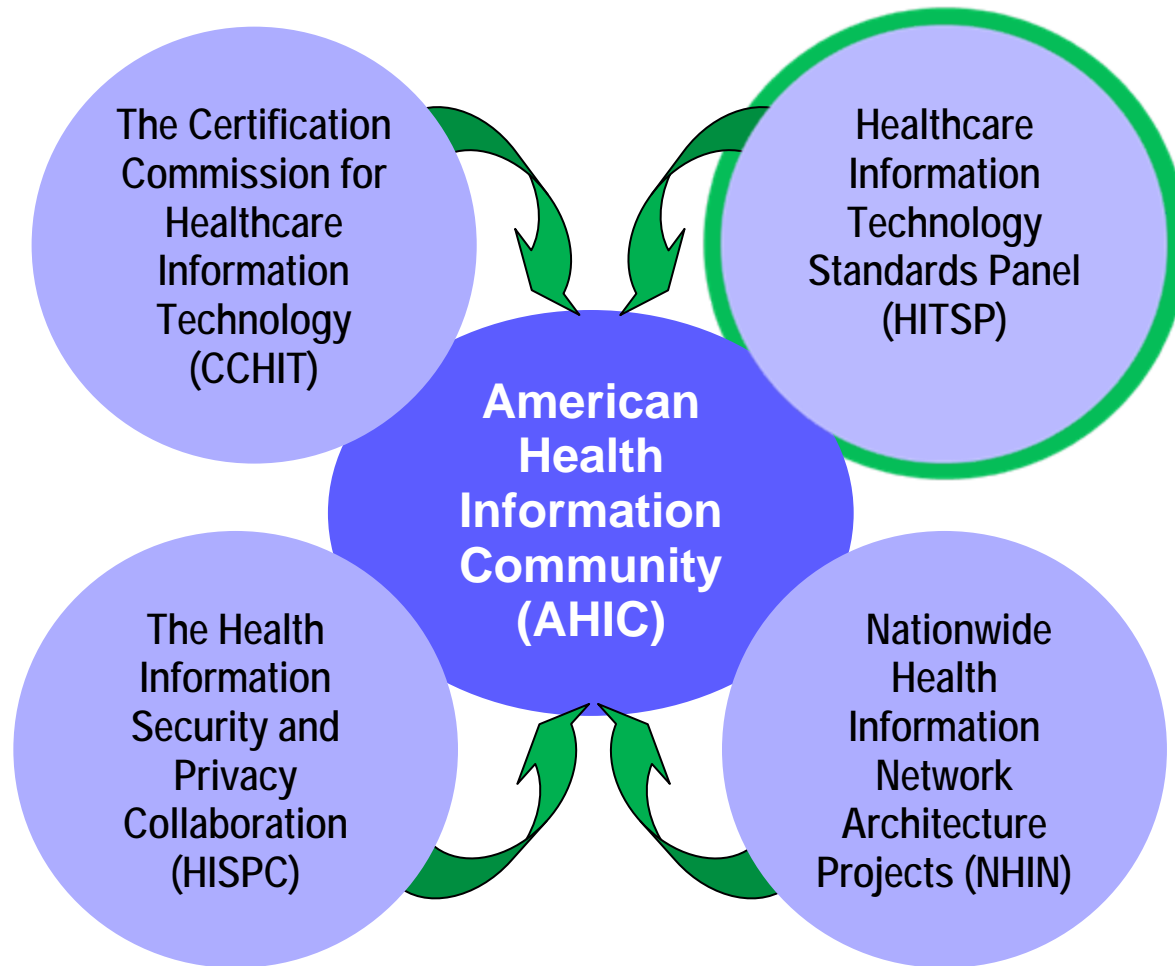 The Certification
Commission for
Healthcare
Information
Technology
(CCHIT)
Healthcare
Information
Technology
Standards Panel
(HITSP)
American
Health
Information
Community
(AHIC)
The Health
Information
Security and
Privacy
Collaboration
(HISPC)
Nationwide
Health
Information
Network
Architecture
Projects (NHIN)